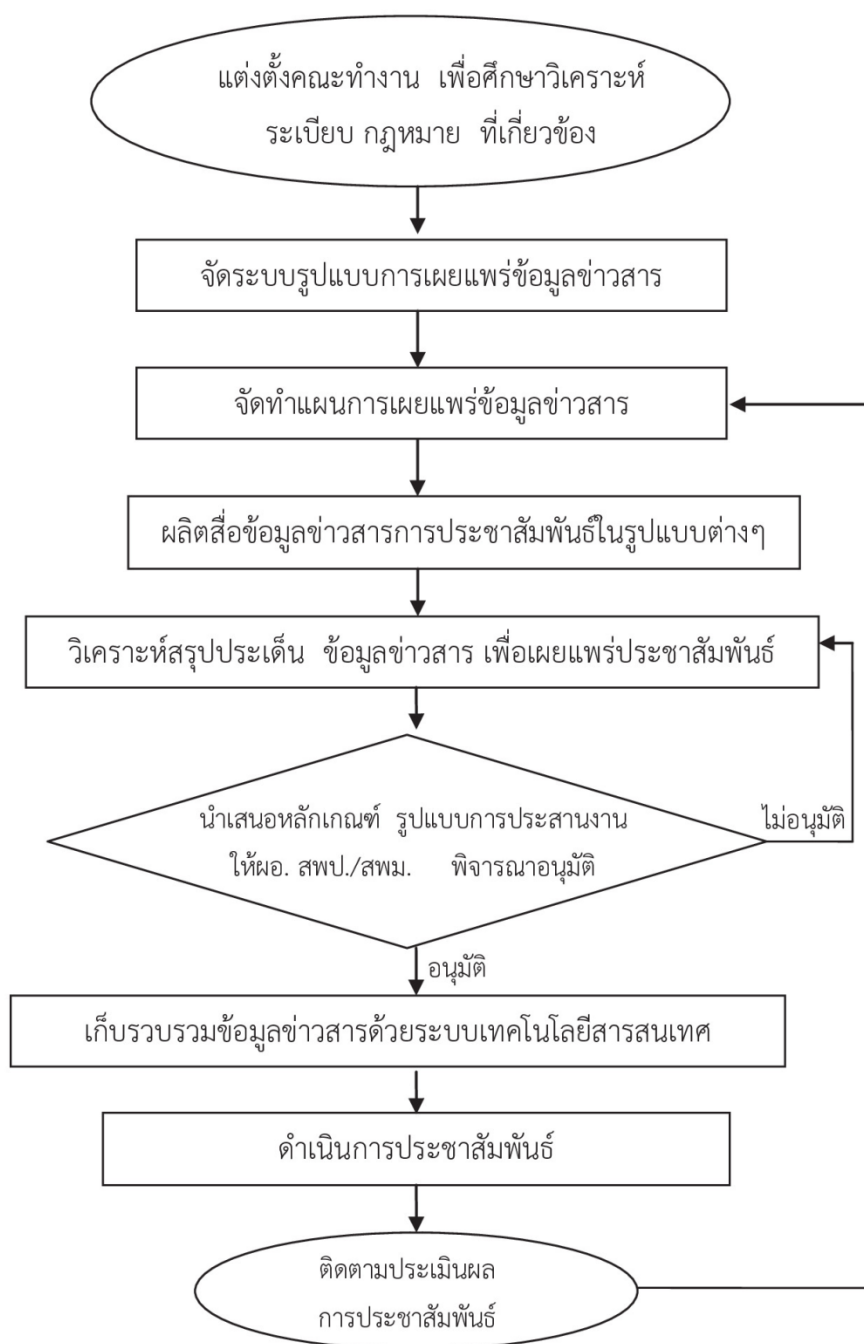 แต่งตั้งคณะทำงาน เพื่อศึกษาวิเคราะห์
ระเบียบ กฎหมาย ที่เกี่ยวข้อง
จัดระบบรูปแบบการเผยแพร่ข้อมูลข่าวสาร
จัดทำแผนการเผยแพร่ข้อมูลข่าวสาร
ผลิตสื่อข้อมูลข่าวสารการประชาสัมพันธ์ในรูปแบบต่างๆ
วิเคราะห์สรุปประเด็น ข้อมูลข่าวสาร เพื่อเผยแพร่ประชาสัมพันธ์
นำเสนอหลักเกณฑ์ รูปแบบการประสานงาน
ให้ผอ. สพป./สพม. พิจารณาอนุมัติ
ไม่อนุมัติ
อนุมัติ
เก็บรวบรวมข้อมูลข่าวสารด้วยระบบเทคโนโลยีสารสนเทศ
ดำเนินการประชาสัมพันธ์
ติดตามประเมินผล
การประชาสัมพันธ์